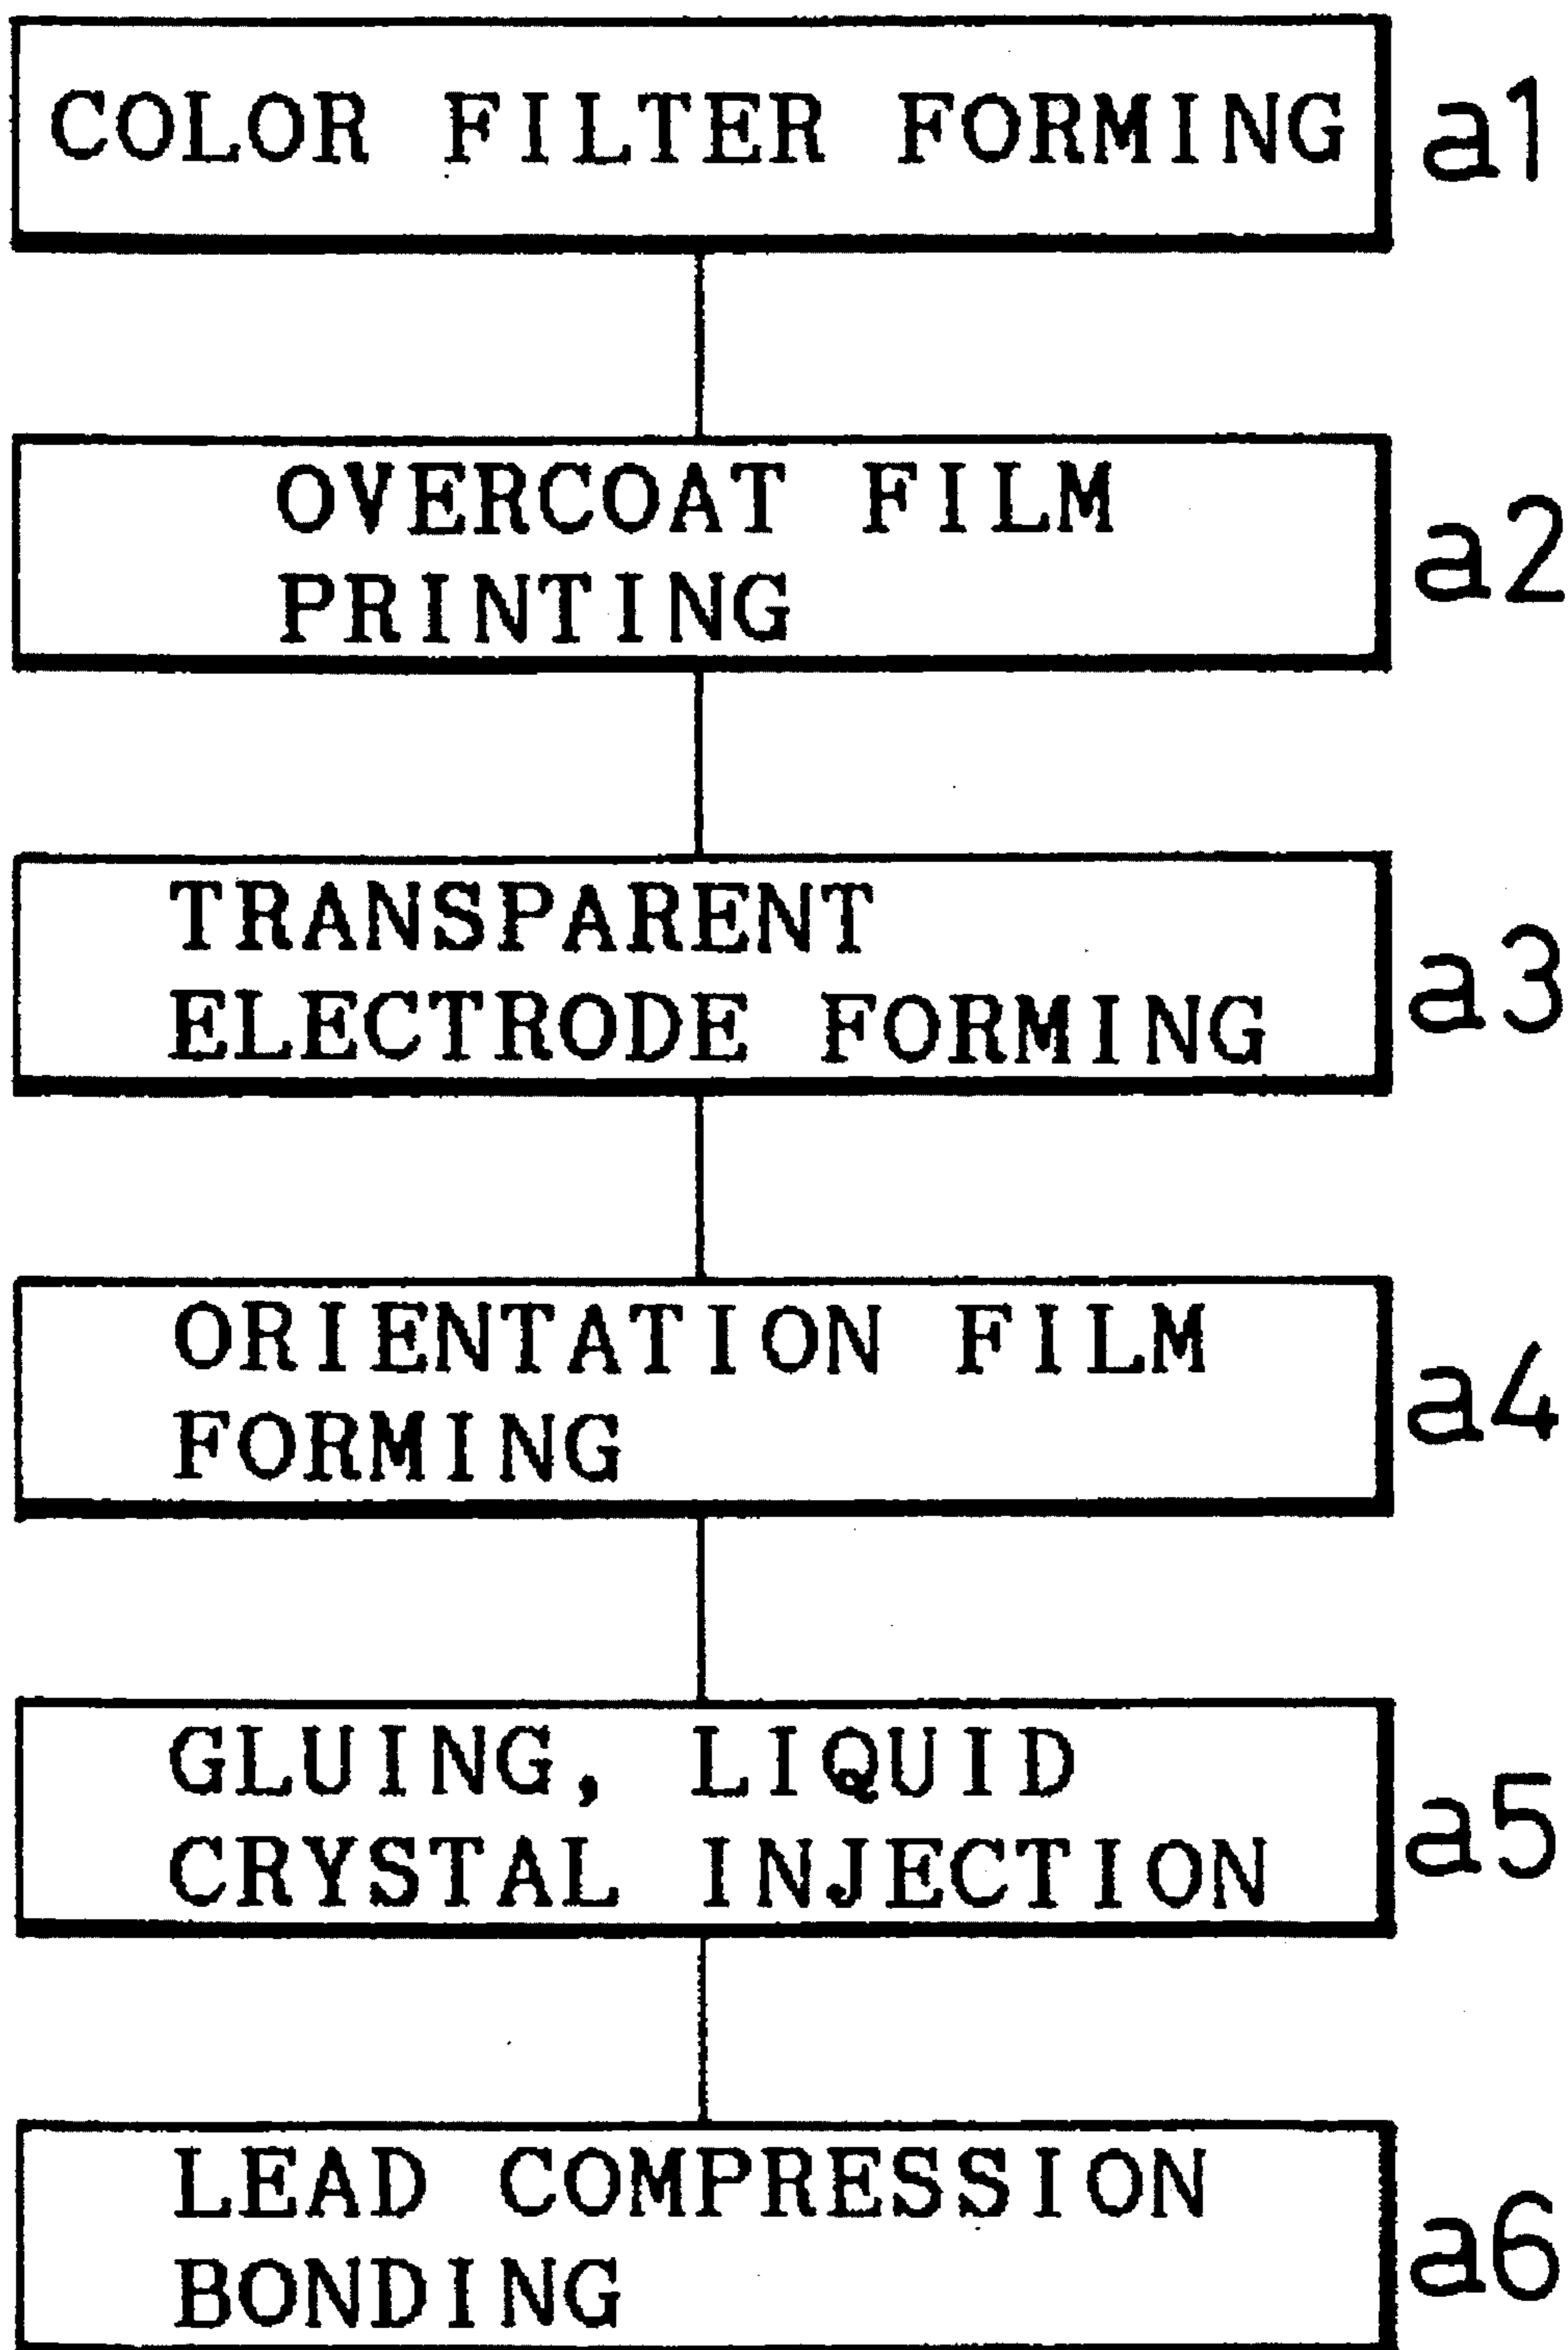 COLOR FILTER FORMING
a1
OVERCOAT FILM
PRINTING
a2
TRANSPARENT
ELECTRODE FORMING
a3
ORIENTATION FILM
FORMING
a4
GLUING, LIQUID
CRYSTAL INJECTION
a5
LEAD COMPRESSION
BONDING
a6